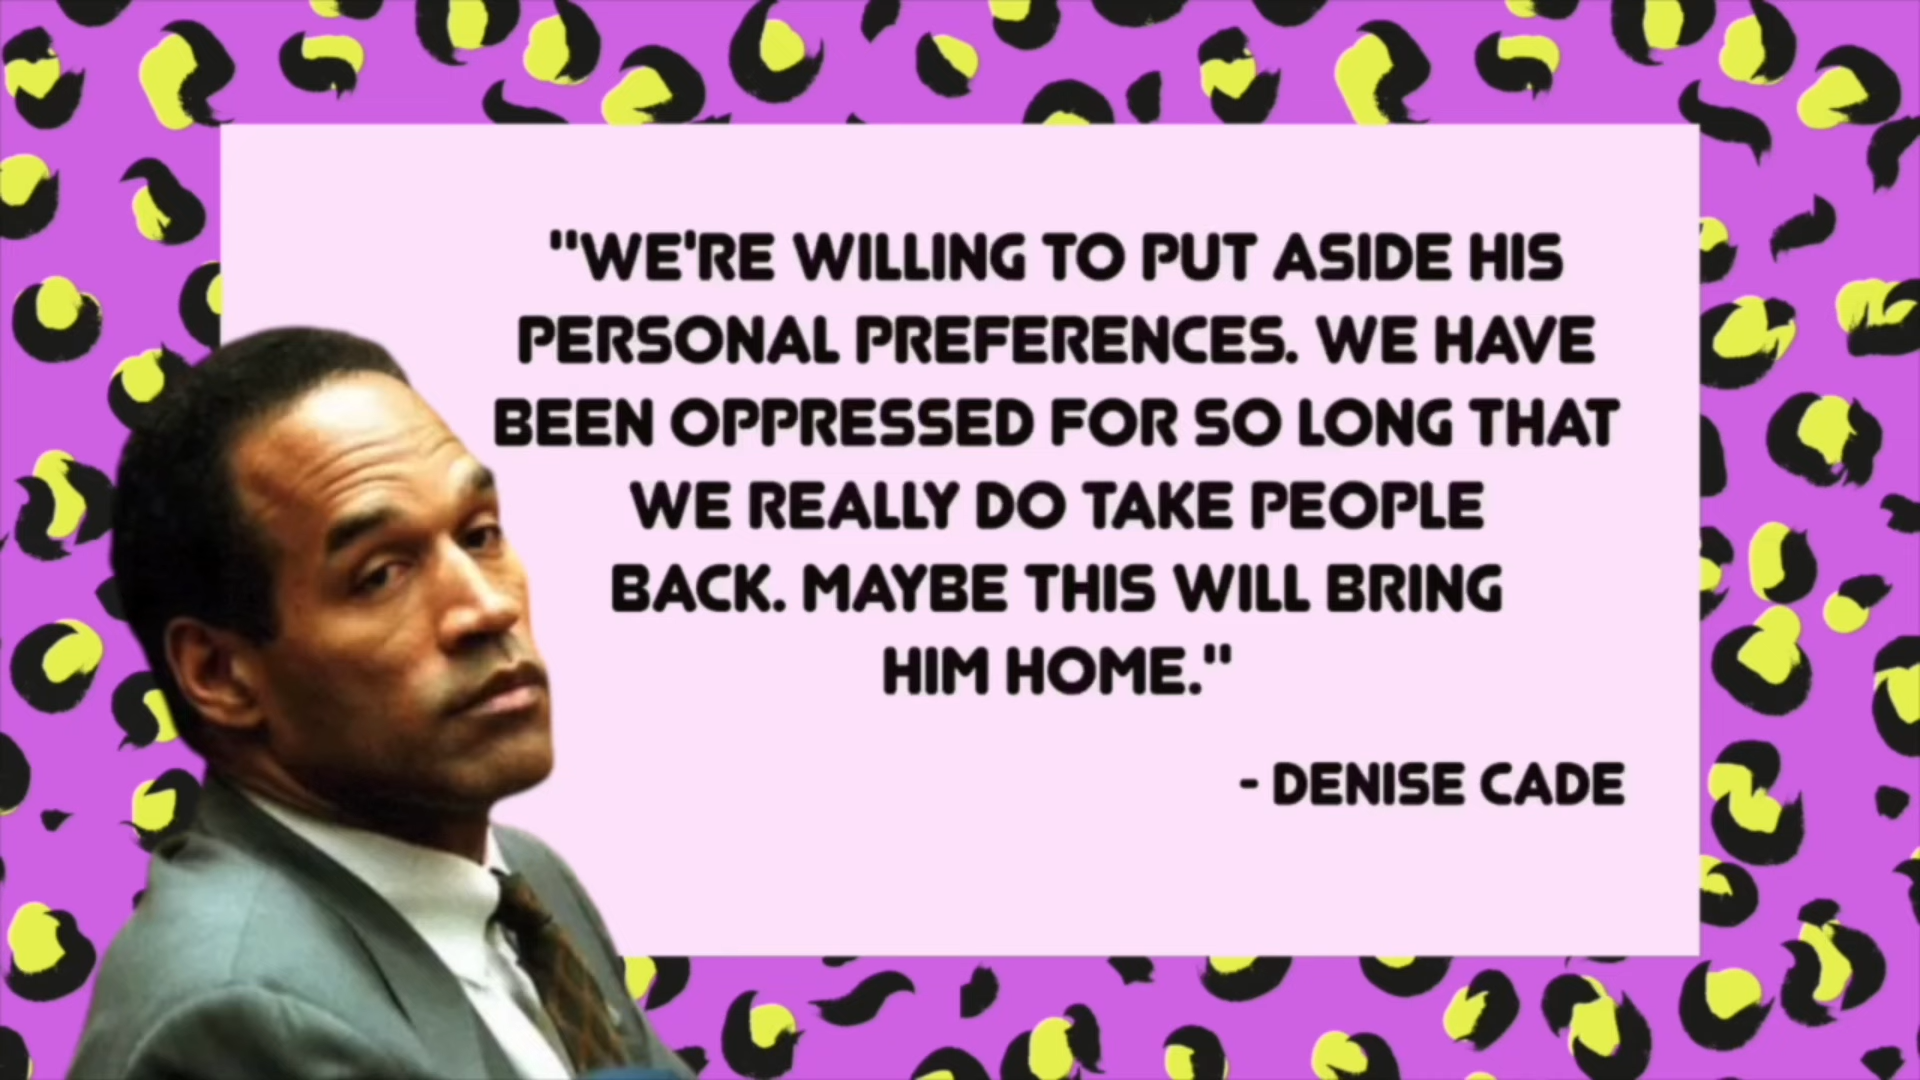 "WE'RE WILLING TO PUT ASIDE HIS
PERSONAL PREFERENCES. WE HAVE
BEEN OPPRESSED FOR SO LONG THAT
WE REALLY DO TAKE PEOPLE
BACK. MAYBE THIS WILL BRING
HIM HOME."
- DENISE CADE